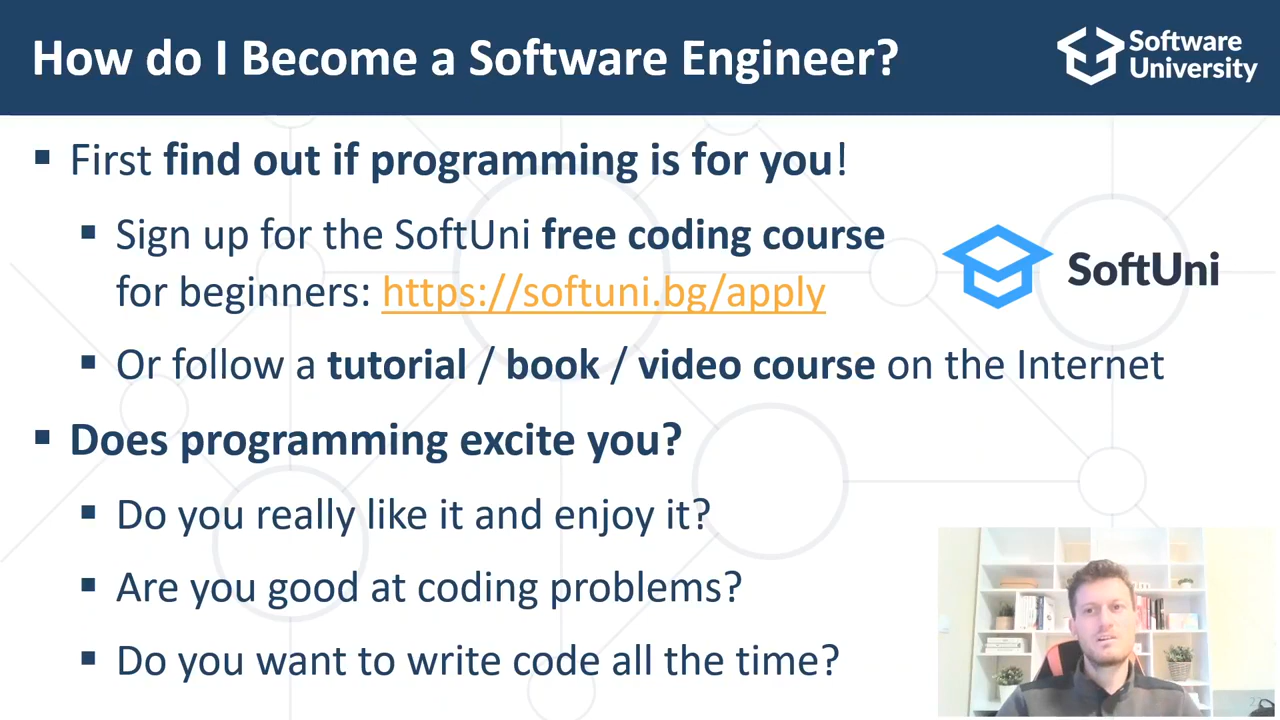 How do I Become a Software Engineer?
Software
University
▪ First find out if programming is for you!
▪ Sign up for the SoftUni free coding course
for beginners: https://softuni.bg/apply
SoftUni
▪ Or follow a tutorial / book / video course on the Internet
▪ Does programming excite you?
▪ Do you really like it and enjoy it?
▪ Are you good at coding problems?
▪ Do you want to write code all the time?